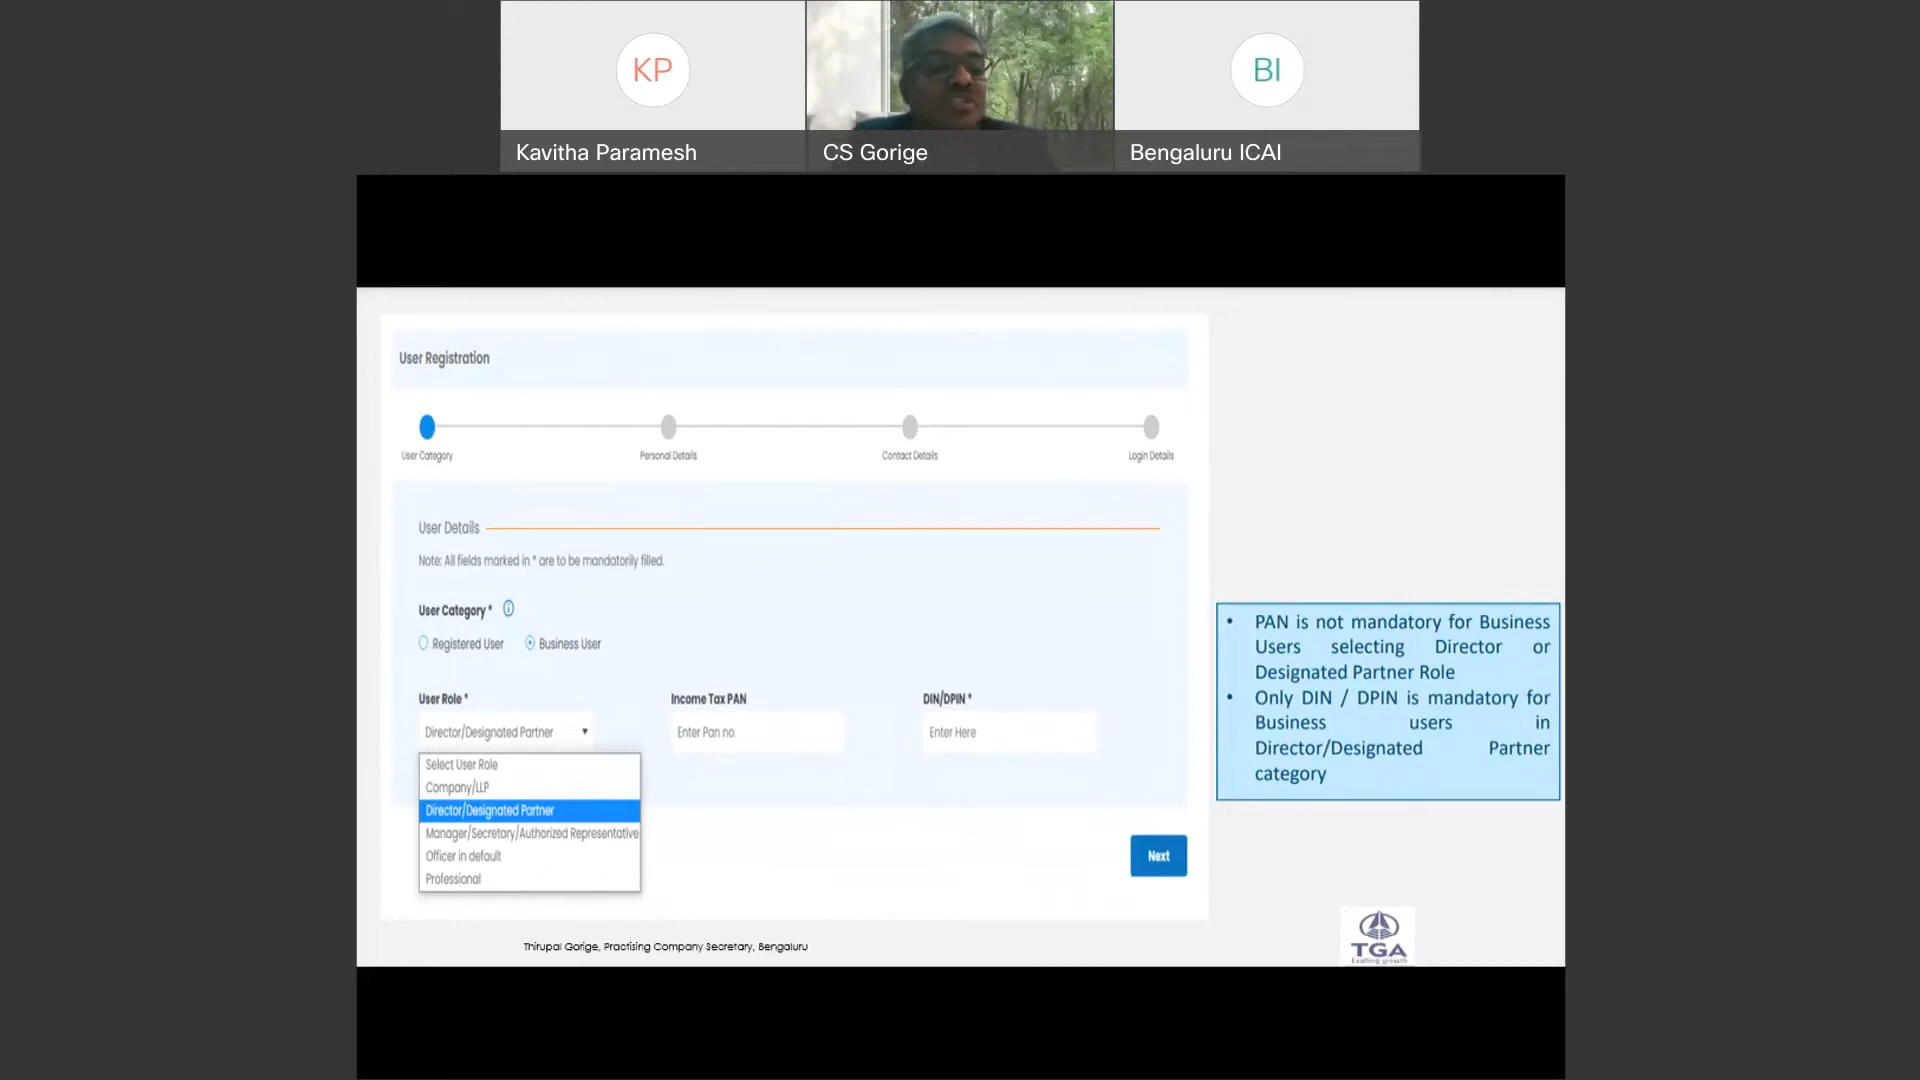 KP
BI
Kavitha Paramesh
CS Gorige
Bengaluru ICAI
User Registration
User Category
Personal Details
Contact Details
Login Details
User Details
Note: All fields marked in * are to be mandatorily filled.
User Category *
Registered User
Business User
User Role *
Income Tax PAN
DIN/DPIN *
Director/Designated Partner
Enter Pan no.
Enter Here
Select User Role
Company/LLP
Director/Designated Partner
Manager/Secretary/Authorized Representative
Officer in default
Professional
Next
• PAN is not mandatory for Business
Users selecting Director or
Designated Partner Role
• Only DIN / DPIN is mandatory for
Business users in
Director/Designated Partner
category
Thirupal Gorige, Practising Company Secretary, Bengaluru
TGA
Exalting growth